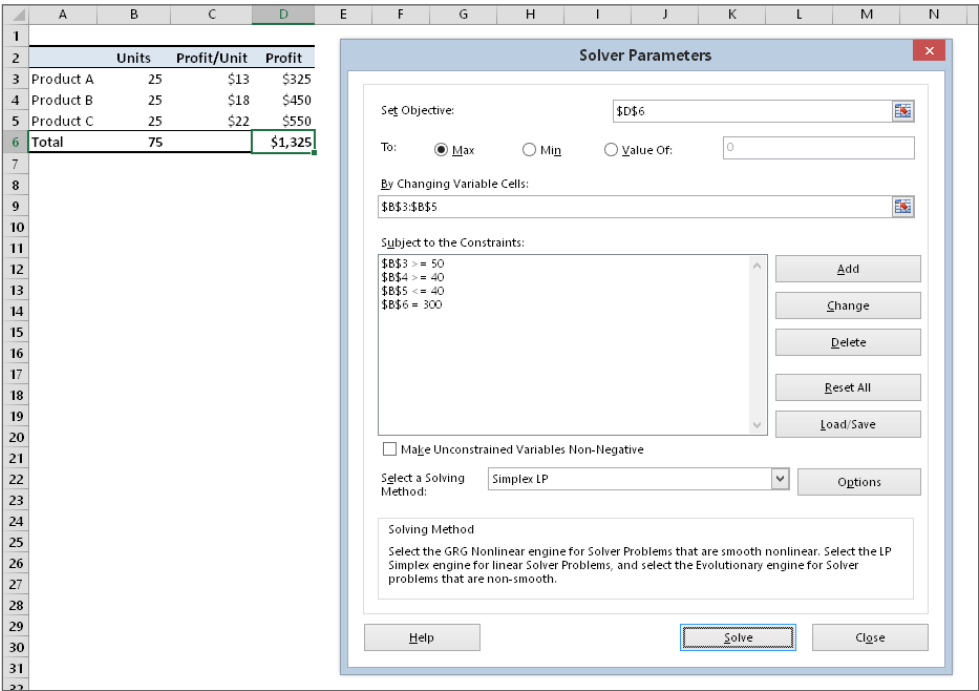 A B C D E F G H I J K L M N
1
2 Units Profit/Unit Profit
3 Product A 25 $13 $325
4 Product B 25 $18 $450
5 Product C 25 $22 $550
6 Total 75 $1,325
7
8
9
10
11
12
13
14
15
16
17
18
19
20
21
22
23
24
25
26
27
28
29
30
31
32
Solver Parameters
Set Objective: $D$6
To: Max Min Value Of: 0
By Changing Variable Cells:
$B$3:$B$5
Subject to the Constraints:
$B$3 >= 50
$B$4 >= 40
$B$5 <= 40
$B$6 = 300
Add
Change
Delete
Reset All
Load/Save
Make Unconstrained Variables Non-Negative
Select a Solving
Method:
Simplex LP
Options
Solving Method
Select the GRG Nonlinear engine for Solver Problems that are smooth nonlinear. Select the LP
Simplex engine for linear Solver Problems, and select the Evolutionary engine for Solver
problems that are non-smooth.
Help
Solve
Close